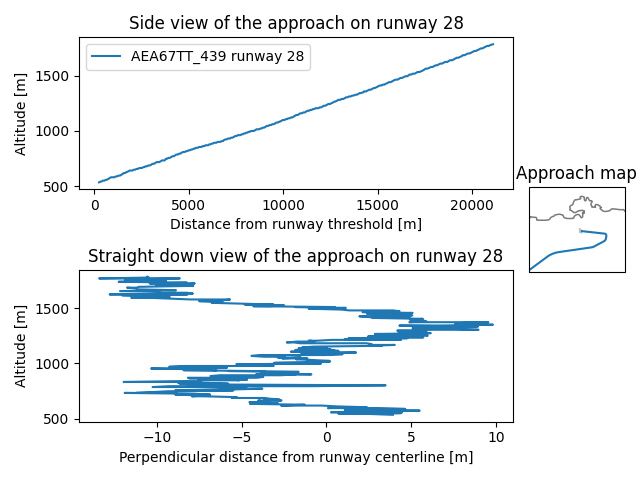 Side view of the approach on runway 28
AEA67TT_439 runway 28
Altitude [m]
1500
1000
500
0
5000
10000
15000
20000
Distance from runway threshold [m]
Approach map
Straight down view of the approach on runway 28
Altitude [m]
1500
1000
500
−10
−5
0
5
10
Perpendicular distance from runway centerline [m]